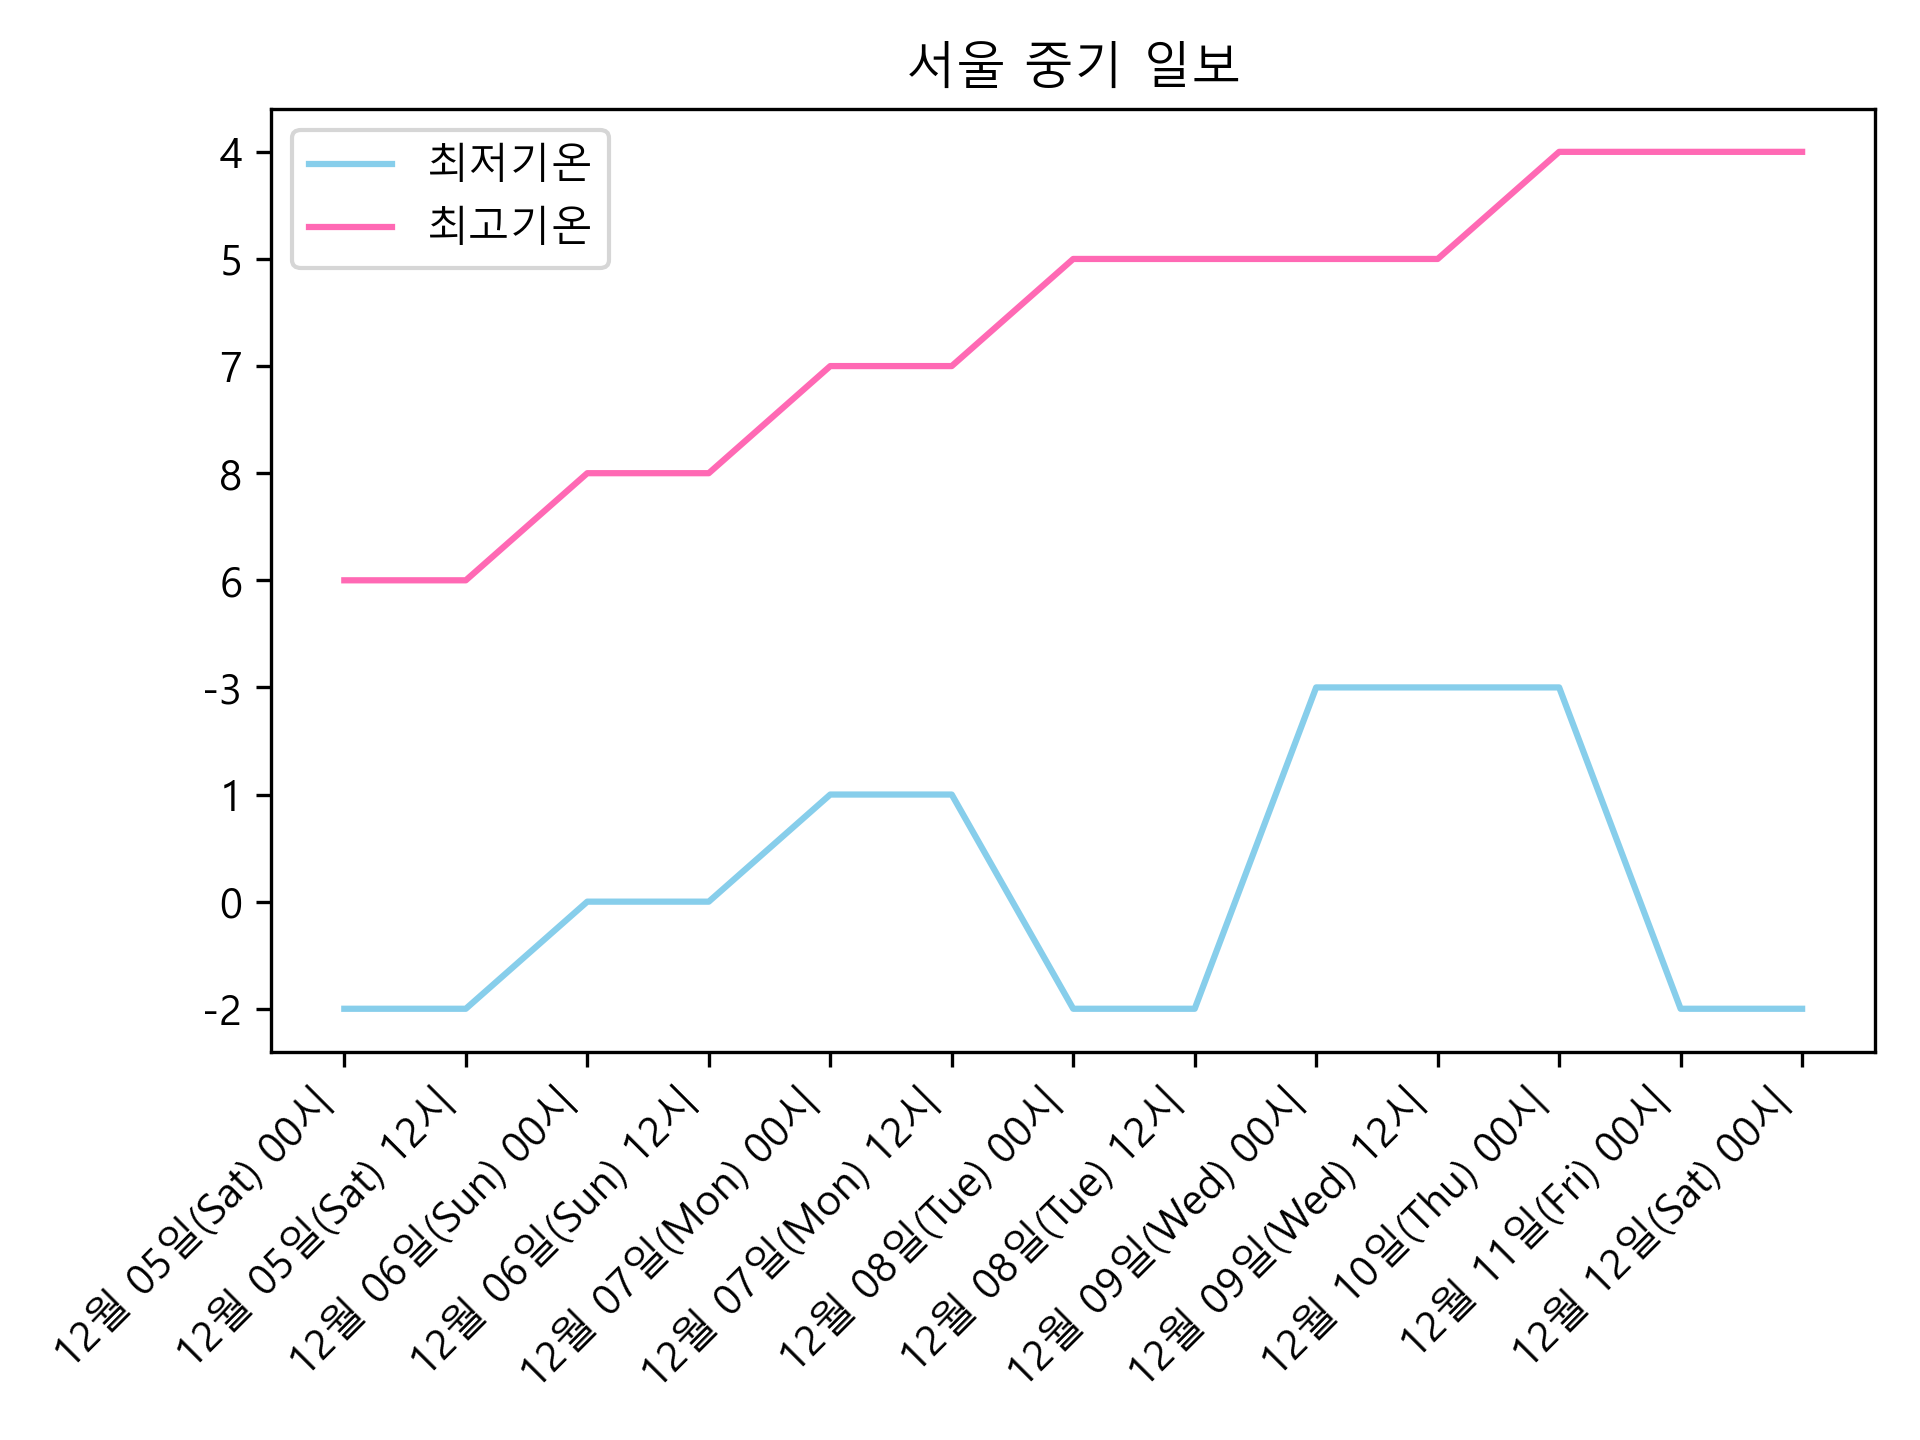 서울 중기 일보
최저기온
최고기온
4
5
7
8
6
-3
1
0
-2
12월 05일(Sat) 00시
12월 05일(Sat) 12시
12월 06일(Sun) 00시
12월 06일(Sun) 12시
12월 07일(Mon) 00시
12월 07일(Mon) 12시
12월 08일(Tue) 00시
12월 08일(Tue) 12시
12월 09일(Wed) 00시
12월 09일(Wed) 12시
12월 10일(Thu) 00시
12월 11일(Fri) 00시
12월 12일(Sat) 00시